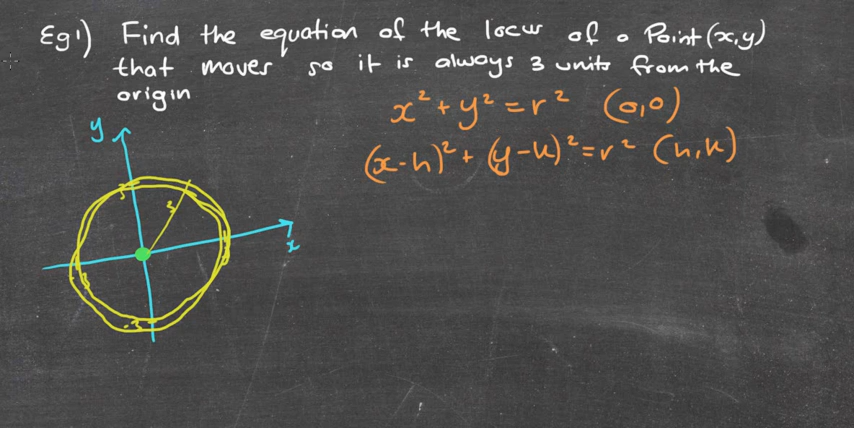 Eg1) Find the equation of the locus of a Point (x,y)
that moves so it is always 3 units from the
origin
x² + y² = r² (0,0)
(x-h)² + (y-k)² = r² (h,k)
y
3
3
x
3
-3